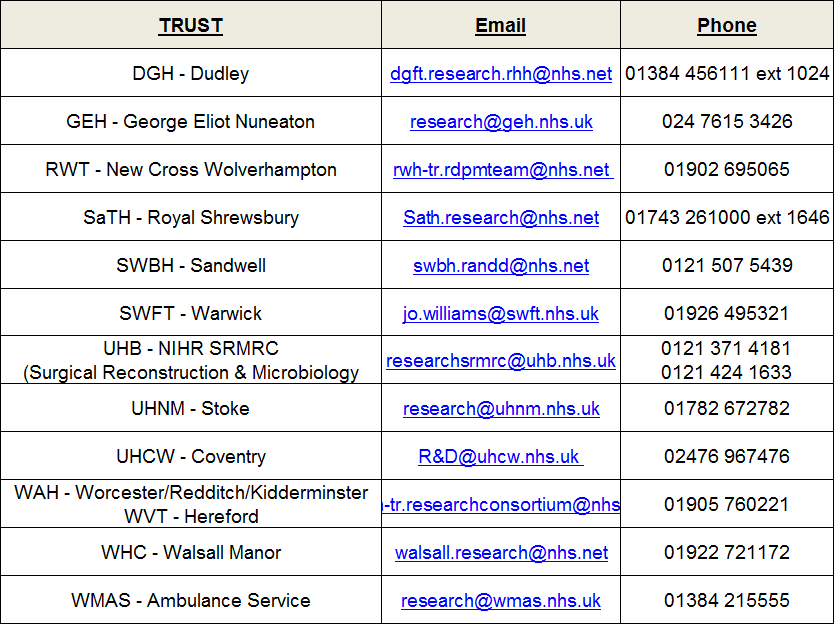 TRUST Email Phone
DGH - Dudley dgft.research.rhh@nhs.net 01384 456111 ext 1024
GEH - George Eliot Nuneaton research@geh.nhs.uk 024 7615 3426
RWT - New Cross Wolverhampton rwh-tr.rdpmteam@nhs.net 01902 695065
SaTH - Royal Shrewsbury Sath.research@nhs.net 01743 261000 ext 1646
SWBH - Sandwell swbh.randd@nhs.net 0121 507 5439
SWFT - Warwick jo.williams@swft.nhs.uk 01926 495321
UHB - NIHR SRMRC
(Surgical Reconstruction & Microbiology
researchsrmrc@uhb.nhs.uk
0121 371 4181
0121 424 1633
UHNM - Stoke research@uhnm.nhs.uk 01782 672782
UHCW - Coventry R&D@uhcw.nhs.uk 02476 967476
WAH - Worcester/Redditch/Kidderminster
WVT - Hereford
-tr.researchconsortium@nhs
01905 760221
WHC - Walsall Manor walsall.research@nhs.net 01922 721172
WMAS - Ambulance Service research@wmas.nhs.uk 01384 215555